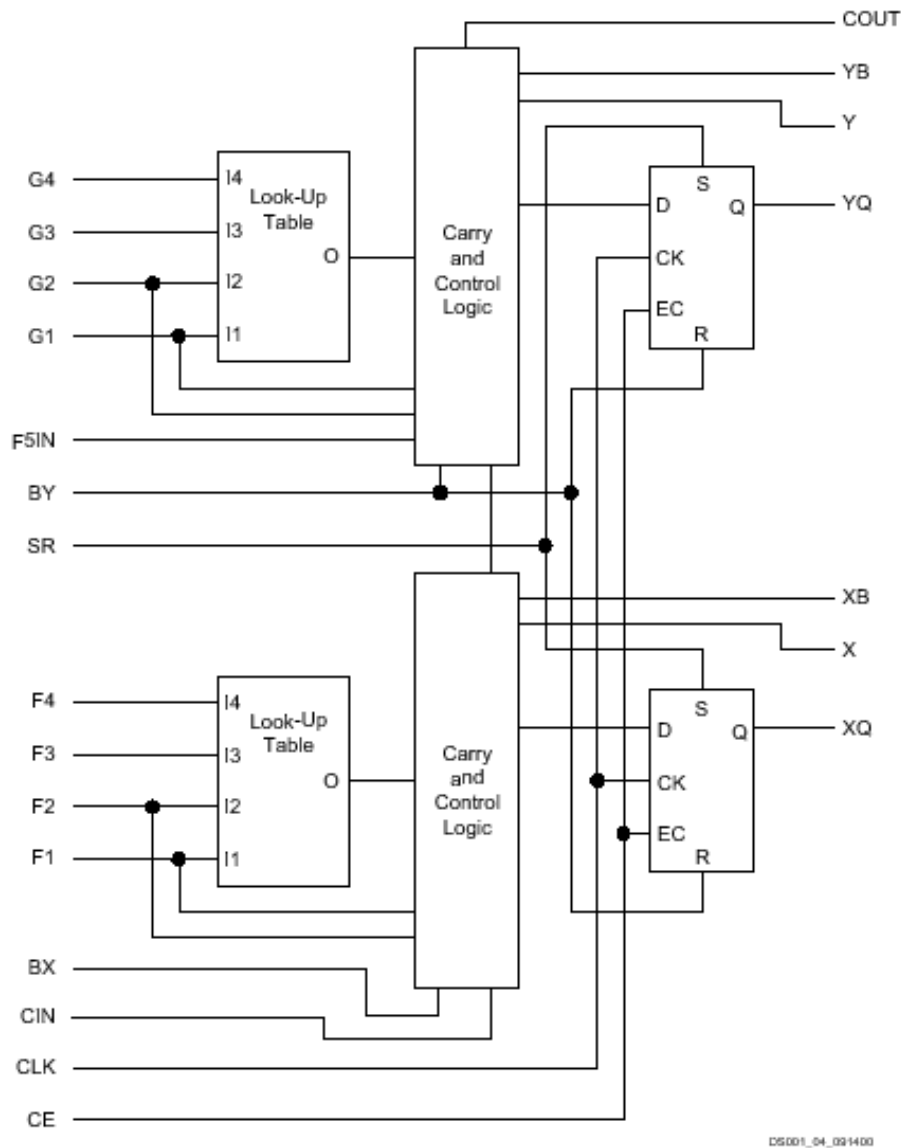 COUT
YB
Y
G4
I4
Look-Up
Table
S
D
Q
YQ
G3
I3
Carry
and
Control
Logic
O
CK
G2
I2
EC
G1
I1
R
F5IN
BY
SR
XB
X
F4
I4
Look-Up
Table
S
D
Q
XQ
F3
I3
Carry
and
Control
Logic
O
CK
F2
I2
EC
F1
I1
R
BX
CIN
CLK
CE
DS001_04_091400